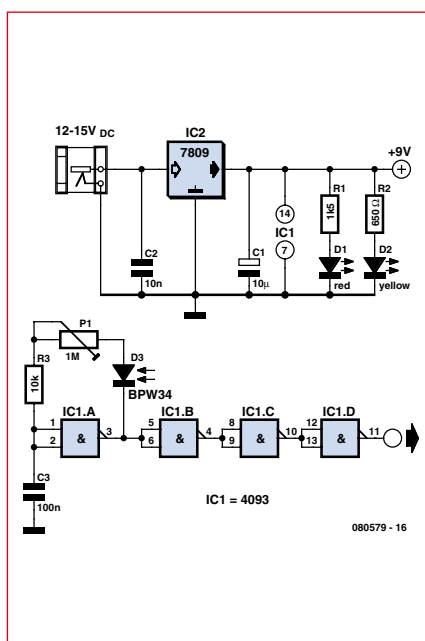 12-15V DC
IC2
7809
+9V
R1
R2
1k5
650 Ω
14
IC1
7
C2
10n
C1
10µ
D1
red
D2
yellow
P1
1M
R3
10k
D3
BPW34
IC1.A
IC1.B
IC1.C
IC1.D
1
2
&
3
5
6
&
4
8
9
&
10
12
13
&
11
C3
100n
IC1 = 4093
080579 - 16